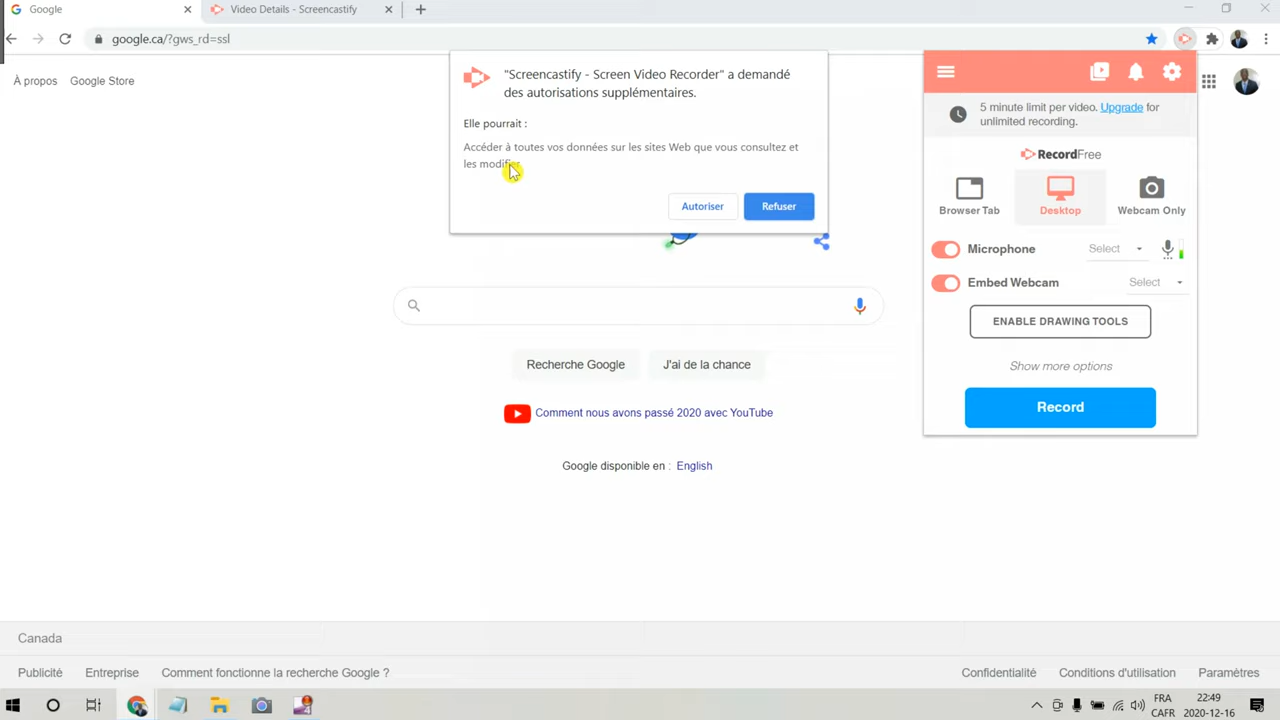 Google
Video Details - Screencastify
google.ca/?gws_rd=ssl
À propos
Google Store
"Screencastify - Screen Video Recorder" a demandé
des autorisations supplémentaires.
Elle pourrait :
Accéder à toutes vos données sur les sites Web que vous consultez et
les modifier
Autoriser
Refuser
5 minute limit per video. Upgrade for
unlimited recording.
RecordFree
Browser Tab
Desktop
Webcam Only
Microphone
Select
Embed Webcam
Select
ENABLE DRAWING TOOLS
Show more options
Record
Recherche Google
J'ai de la chance
Comment nous avons passé 2020 avec YouTube
Google disponible en : English
Canada
Publicité
Entreprise
Comment fonctionne la recherche Google ?
Confidentialité
Conditions d'utilisation
Paramètres
FRA
CAFR
22:49
2020-12-16